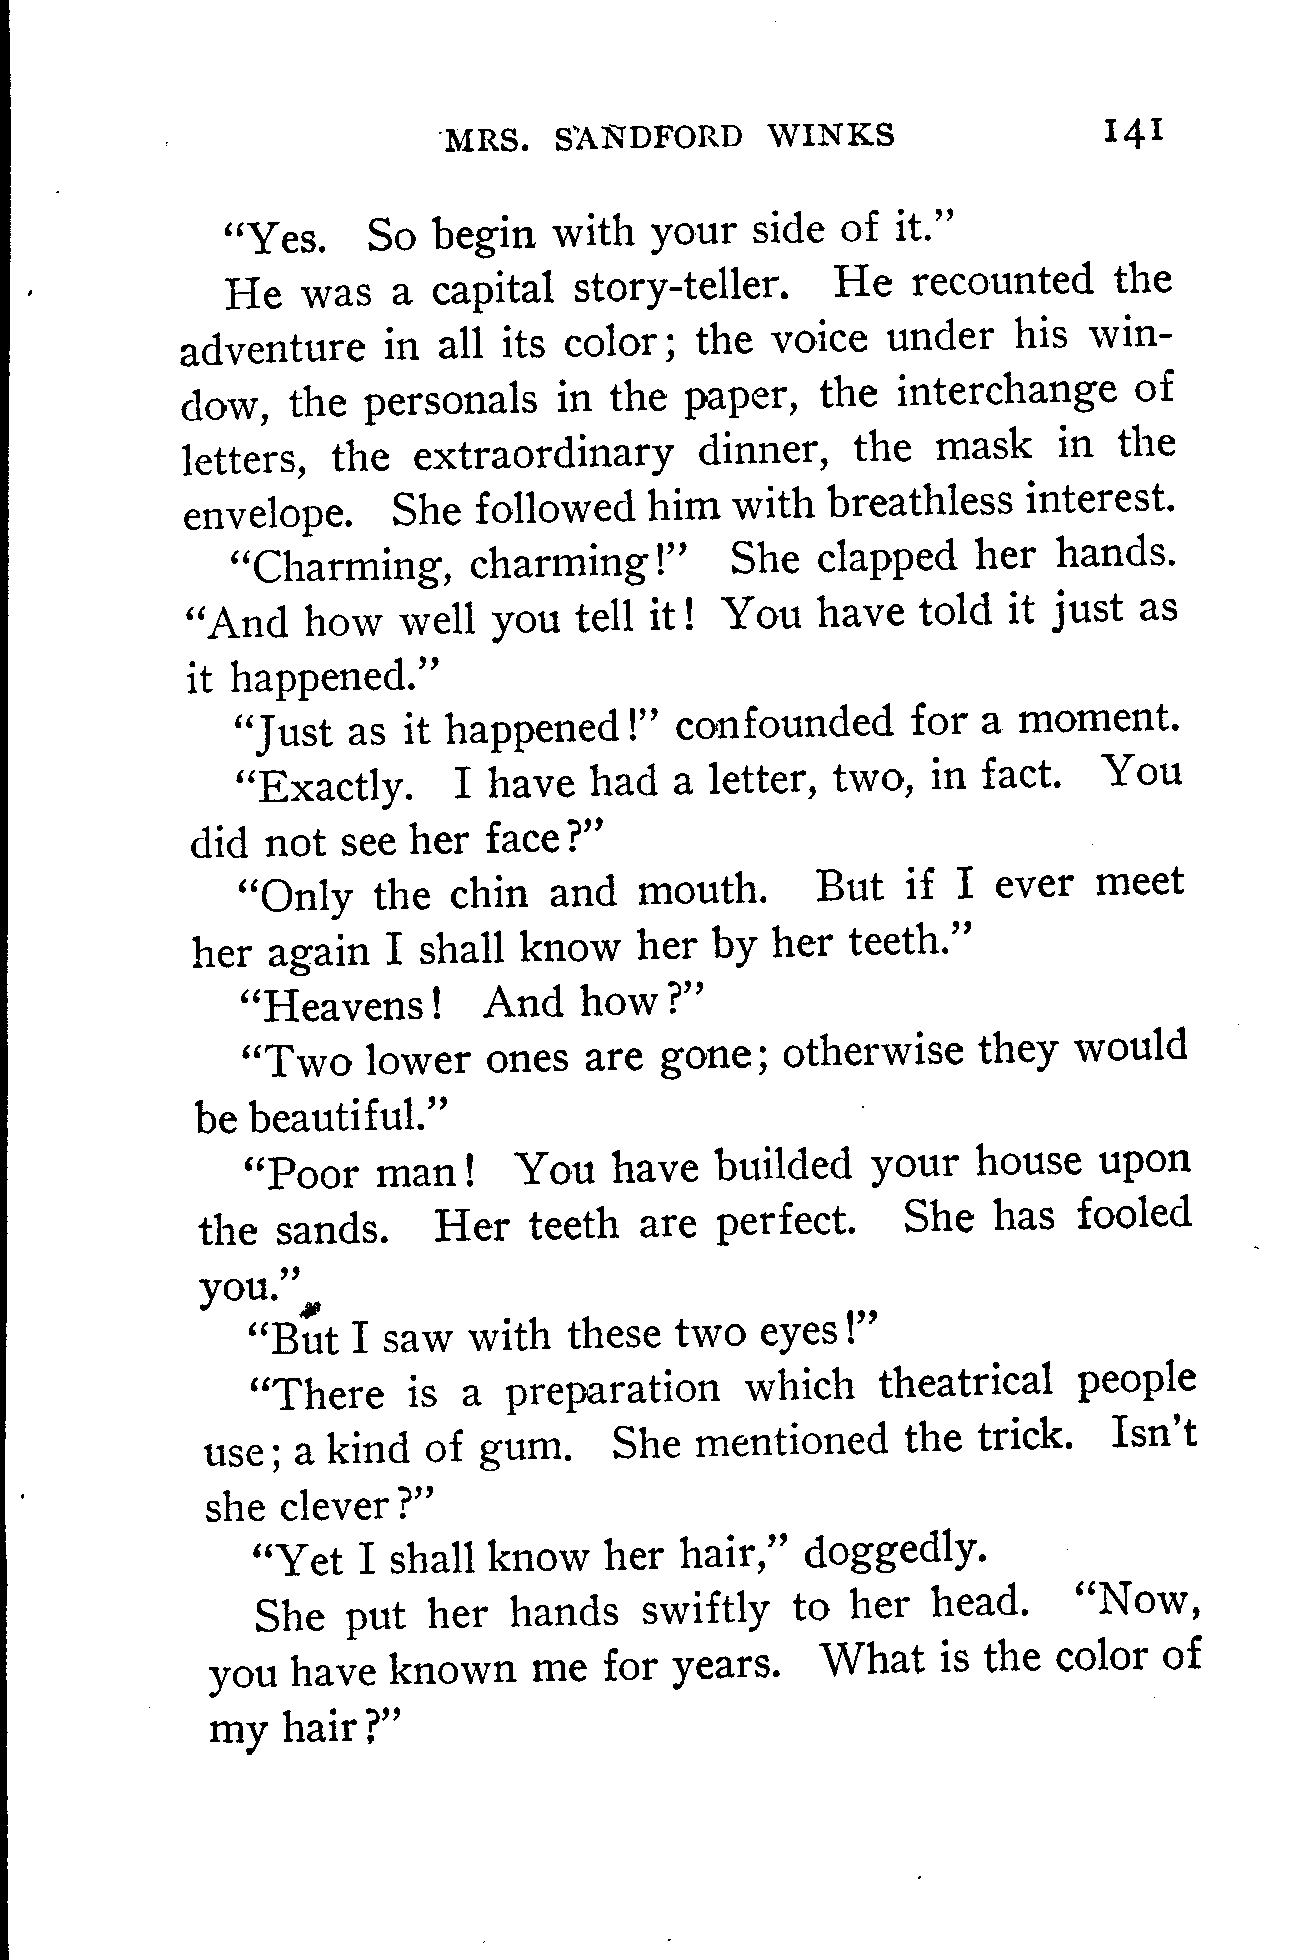 MRS. SANDFORD WINKS 141
“Yes. So begin with your side of it.”
He was a capital story-teller. He recounted the
adventure in all its color; the voice under his win-
dow, the personals in the paper, the interchange of
letters, the extraordinary dinner, the mask in the
envelope. She followed him with breathless interest.
“Charming, charming!” She clapped her hands.
“And how well you tell it! You have told it just as
it happened.”
“Just as it happened!” confounded for a moment.
“Exactly. I have had a letter, two, in fact. You
did not see her face?”
“Only the chin and mouth. But if I ever meet
her again I shall know her by her teeth.”
“Heavens! And how?”
“Two lower ones are gone; otherwise they would
be beautiful.”
“Poor man! You have builded your house upon
the sands. Her teeth are perfect. She has fooled
you.”
“But I saw with these two eyes!”
“There is a preparation which theatrical people
use; a kind of gum. She mentioned the trick. Isn’t
she clever?”
“Yet I shall know her hair,” doggedly.
She put her hands swiftly to her head. “Now,
you have known me for years. What is the color of
my hair?”